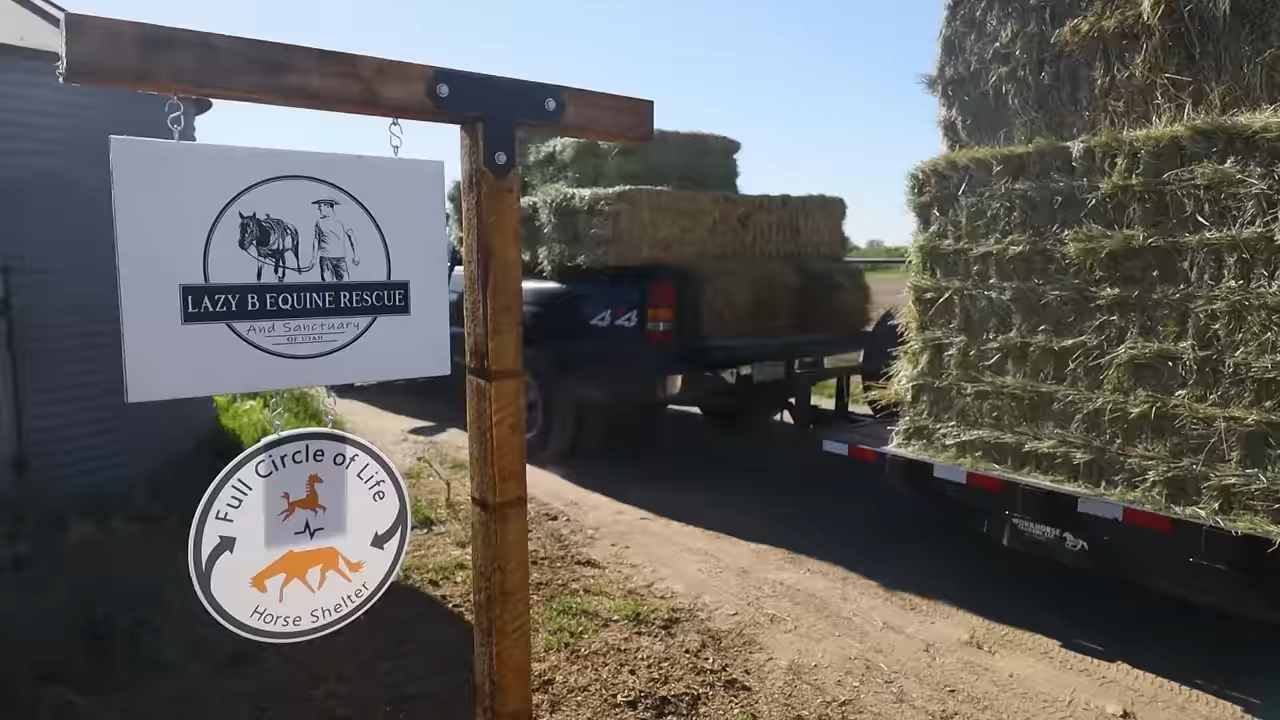 LAZY B EQUINE RESCUE
And Sanctuary
OF UTAH
Full Circle of Life
Horse Shelter
4x4
WORKHORSE